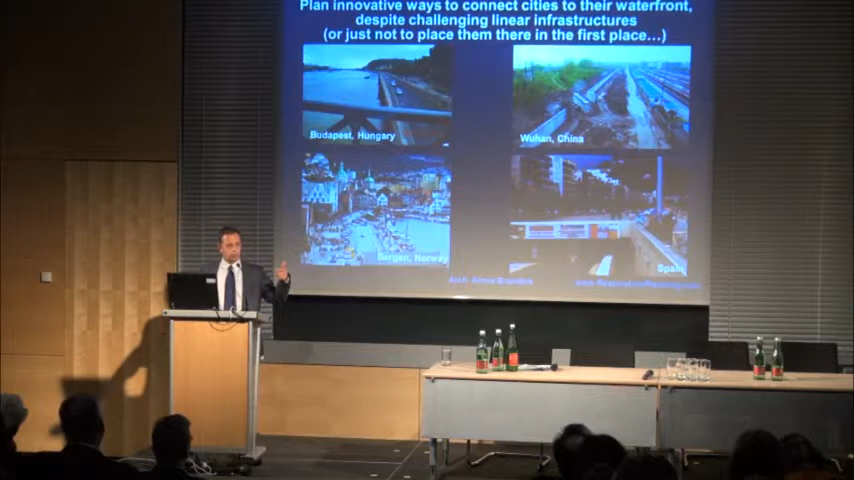 Plan innovative ways to connect cities to their waterfront,
despite challenging linear infrastructures
(or just not to place them there in the first place...)
Budapest, Hungary
Wuhan, China
Bergen, Norway
Spain